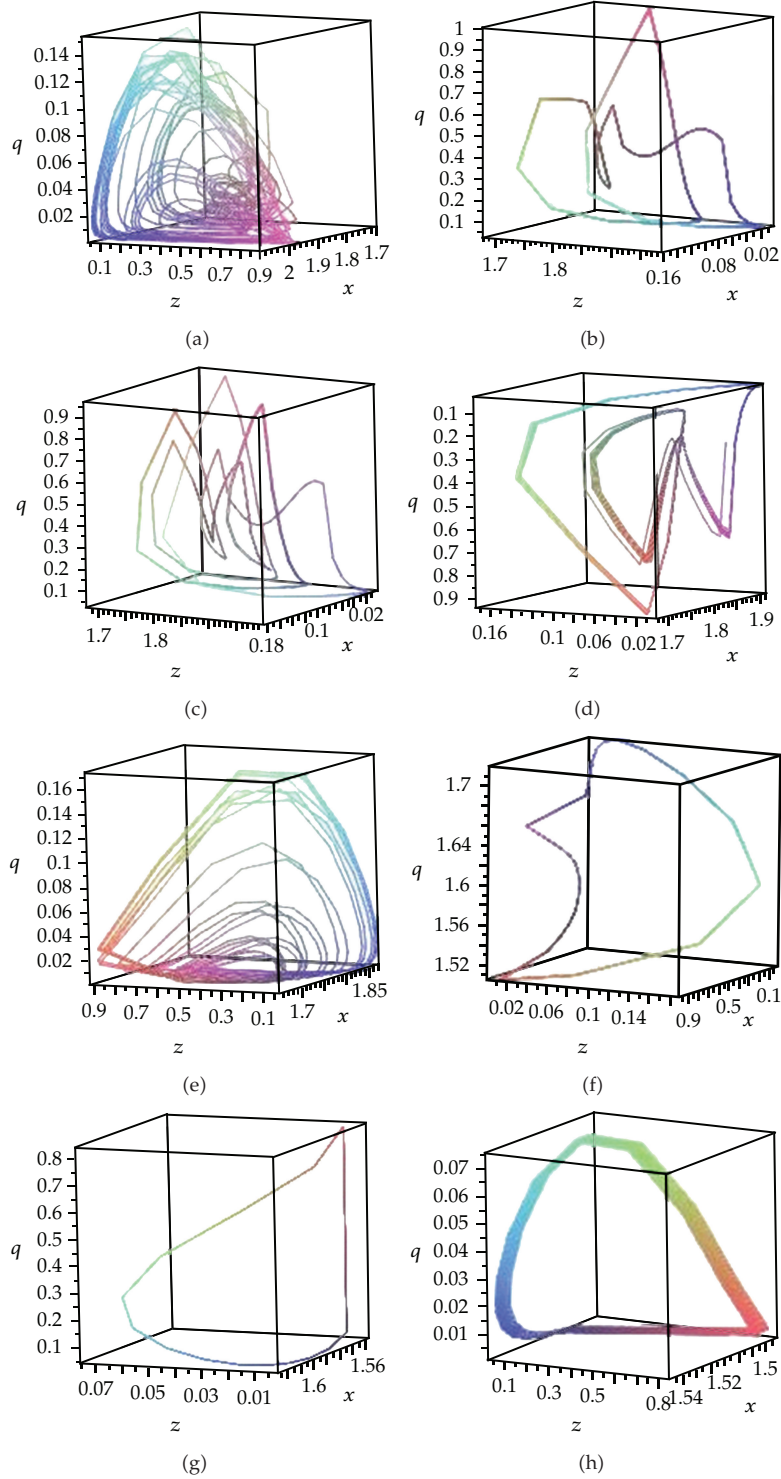 0.14
0.1
0.08
0.06
0.04
0.02
q
0.1 0.3 0.5 0.7 0.9 2 1.9 1.8 1.7
z
x
(a)
1
0.9
0.8
0.7
0.6
0.5
0.4
0.3
0.2
0.1
q
1.7 1.8 0.16 0.08 0.02
z
x
(b)
0.9
0.8
0.7
0.6
0.5
0.4
0.3
0.2
0.1
q
1.7 1.8 0.18 0.1 0.02
z
x
(c)
0.1
0.2
0.3
0.4
0.5
0.6
0.7
0.8
0.9
q
0.16 0.1 0.06 0.02 1.7 1.8 1.9
z
x
(d)
0.16
0.14
0.12
0.1
0.08
0.06
0.04
0.02
q
0.9 0.7 0.5 0.3 0.1 1.7 1.85
z
x
(e)
1.7
1.64
1.6
1.56
1.52
q
0.02 0.06 0.1 0.14 0.9 0.5 0.1
z
x
(f)
0.8
0.7
0.6
0.5
0.4
0.3
0.2
0.1
q
0.07 0.05 0.03 0.01 1.6 1.56
z
x
(g)
0.07
0.06
0.05
0.04
0.03
0.02
0.01
q
0.1 0.3 0.5 0.8 1.54 1.52 1.5
z
x
(h)